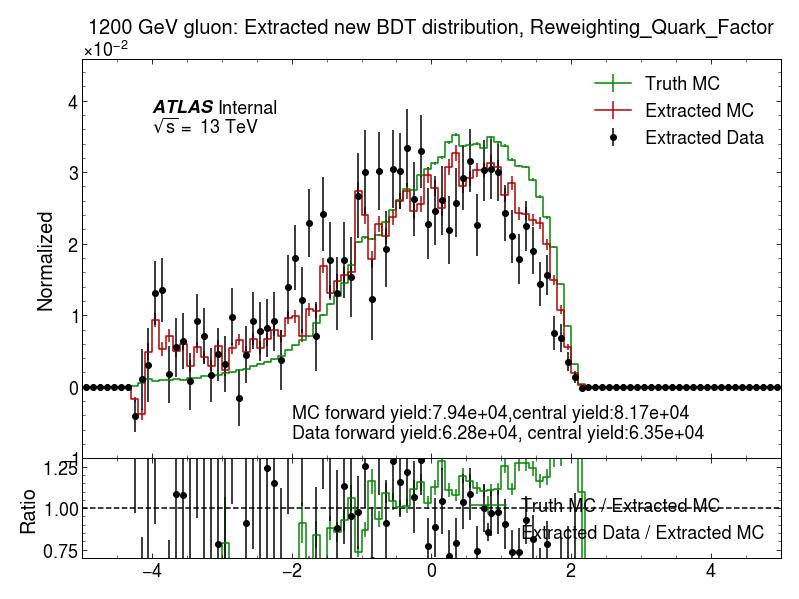 1200 GeV gluon: Extracted new BDT distribution, Reweighting_Quark_Factor
×10⁻²
ATLAS Internal
√s = 13 TeV
Truth MC
Extracted MC
Extracted Data
Normalized
4
3
2
1
0
MC forward yield:7.94e+04,central yield:8.17e+04
Data forward yield:6.28e+04, central yield:6.35e+04
Ratio
1.25
1.00
0.75
Truth MC / Extracted MC
Extracted Data / Extracted MC
−4 −2 0 2 4